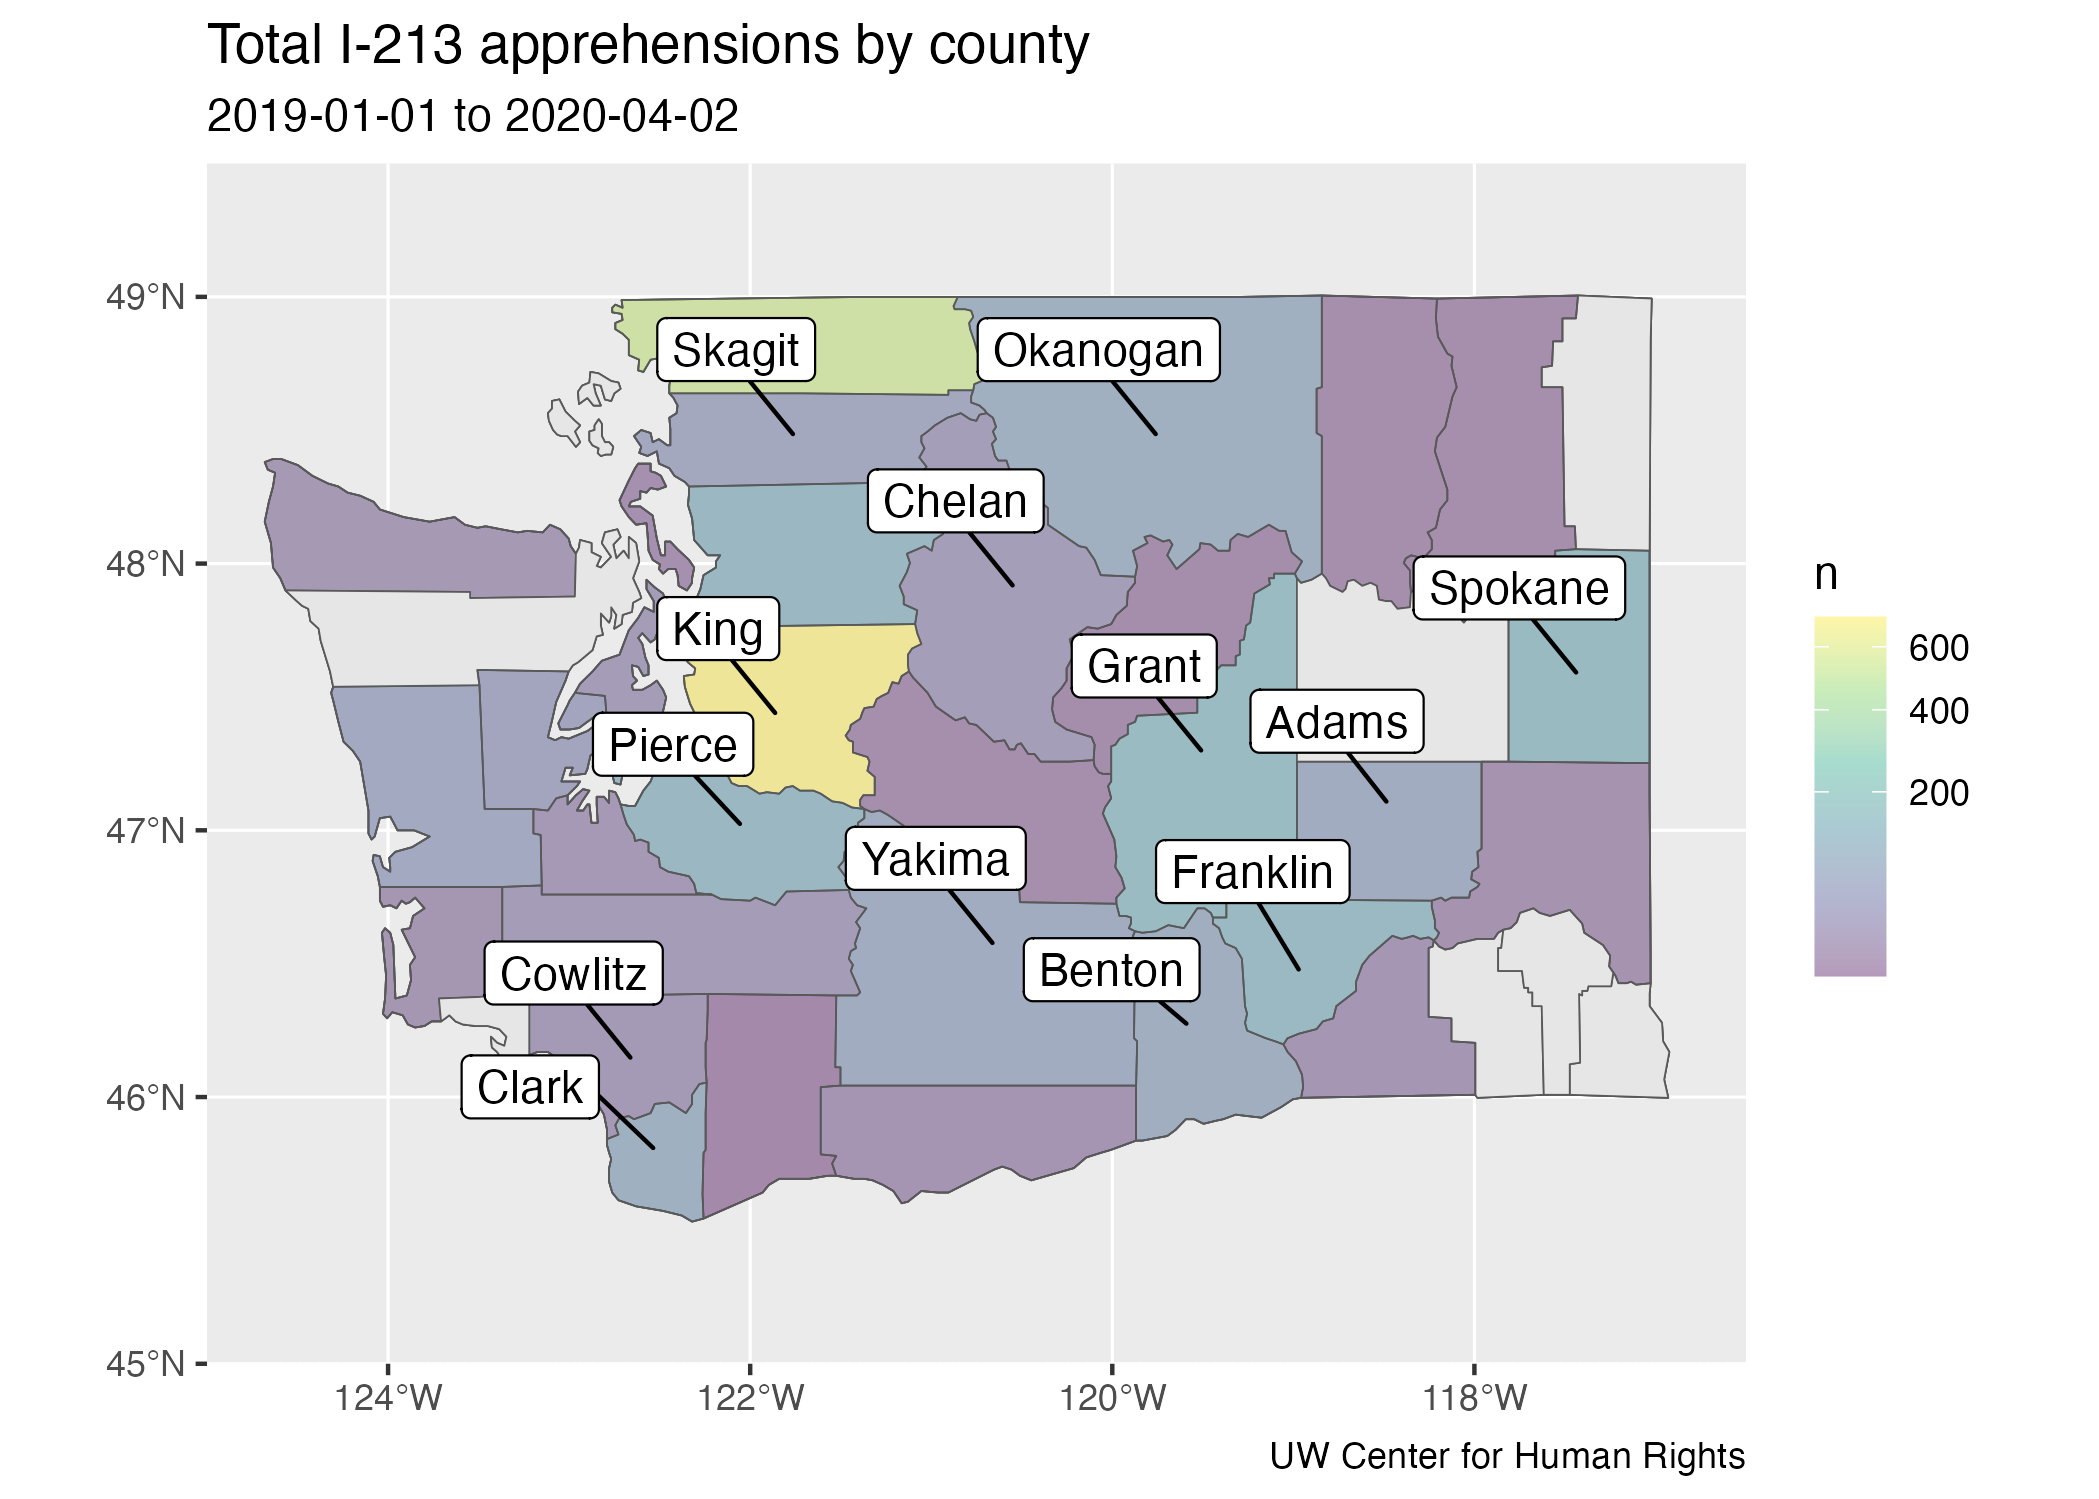 Total I-213 apprehensions by county
2019-01-01 to 2020-04-02
49°N
48°N
47°N
46°N
45°N
124°W
122°W
120°W
118°W
Skagit
Okanogan
Chelan
Spokane
King
Grant
Adams
Pierce
Yakima
Franklin
Cowlitz
Benton
Clark
n
600
400
200
UW Center for Human Rights